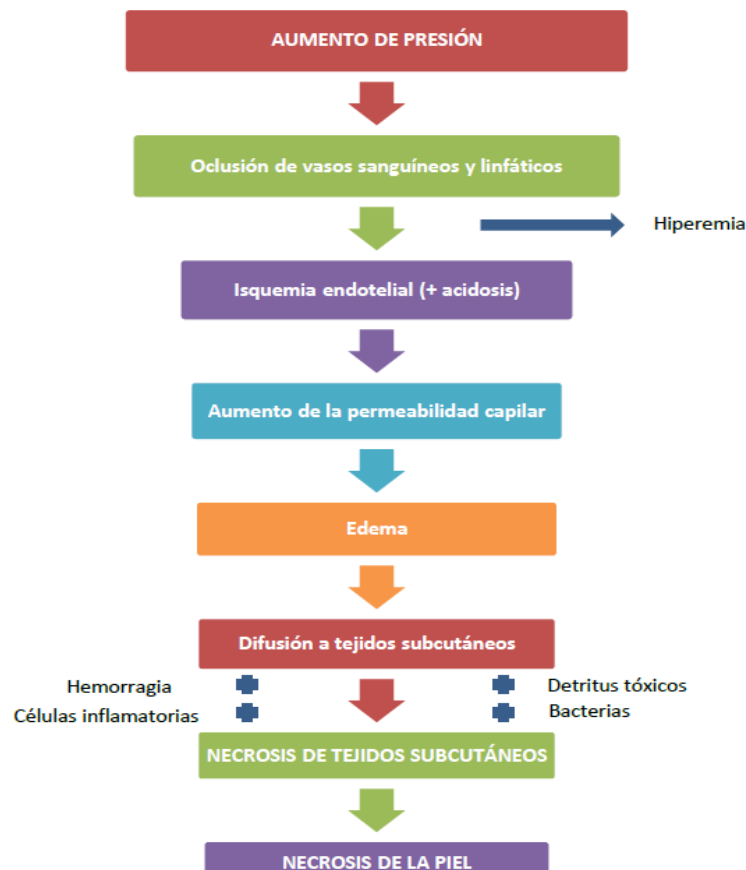 AUMENTO DE PRESIÓN
Oclusión de vasos sanguíneos y linfáticos
Hiperemia
Isquemia endotelial (+ acidosis)
Aumento de la permeabilidad capilar
Edema
Difusión a tejidos subcutáneos
Hemorragia
Detritus tóxicos
Células inflamatorias
Bacterias
NECROSIS DE TEJIDOS SUBCUTÁNEOS
NECROSIS DE LA PIEL